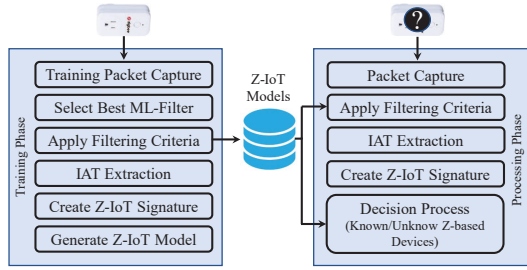 Training Phase
Training Packet Capture
Select Best ML-Filter
Apply Filtering Criteria
IAT Extraction
Create Z-IoT Signature
Generate Z-IoT Model
Z-IoT
Models
?
Packet Capture
Apply Filtering Criteria
IAT Extraction
Create Z-IoT Signature
Decision Process
(Known/Unknow Z-based
Devices)
Processing Phase